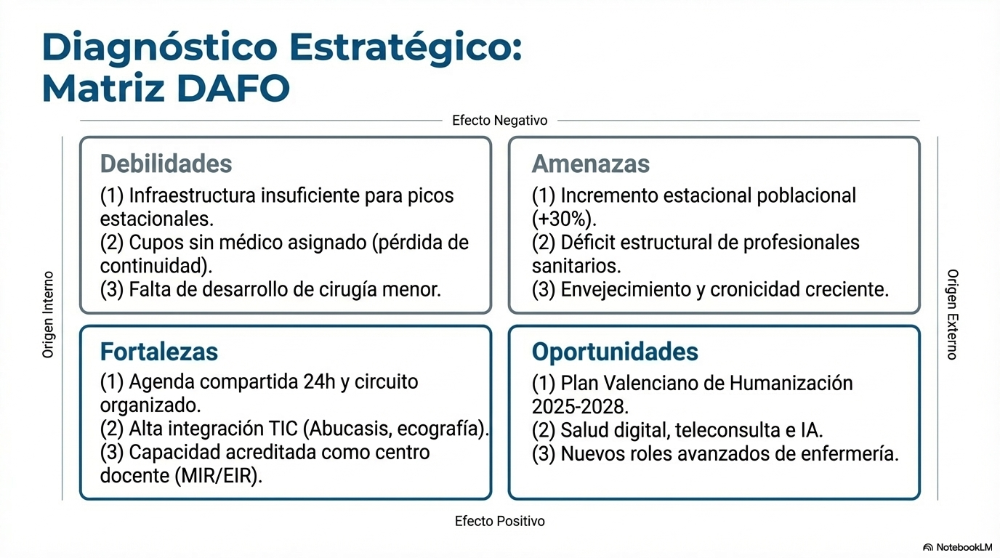 Diagnóstico Estratégico:
Matriz DAFO
Efecto Negativo
Origen Interno
Debilidades
(1) Infraestructura insuficiente para picos
estacionales.
(2) Cupos sin médico asignado (pérdida de
continuidad).
(3) Falta de desarrollo de cirugía menor.
Amenazas
(1) Incremento estacional poblacional
(+30%).
(2) Déficit estructural de profesionales
sanitarios.
(3) Envejecimiento y cronicidad creciente.
Origen Externo
Fortalezas
(1) Agenda compartida 24h y circuito
organizado.
(2) Alta integración TIC (Abucasis, ecografía).
(3) Capacidad acreditada como centro
docente (MIR/EIR).
Oportunidades
(1) Plan Valenciano de Humanización
2025-2028.
(2) Salud digital, teleconsulta e IA.
(3) Nuevos roles avanzados de enfermería.
Efecto Positivo
NotebookLM